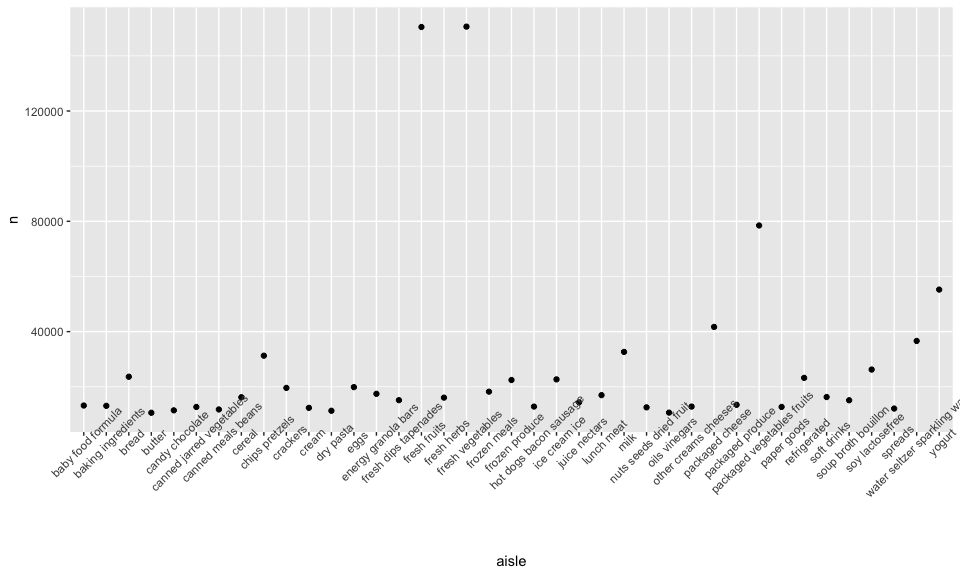 n
120000
80000
40000
baby food formula
baking ingredients
bread
butter
candy chocolate
canned jarred vegetables
canned meals beans
cereal
chips pretzels
crackers
cream
dry pasta
eggs
energy granola bars
fresh dips tapenades
fresh fruits
fresh herbs
fresh vegetables
frozen meals
frozen produce
hot dogs bacon sausage
ice cream ice
juice nectars
lunch meat
milk
nuts seeds dried fruit
oils vinegars
other creams cheeses
packaged cheese
packaged produce
packaged vegetables fruits
paper goods
refrigerated
soft drinks
soup broth bouillon
soy lactosefree
spreads
water seltzer sparkling
yogurt
aisle